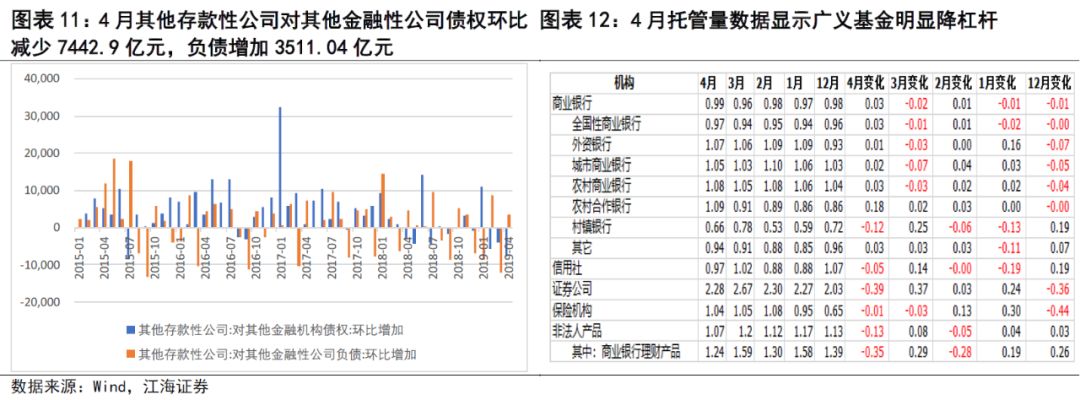 图表 11：4 月其他存款性公司对其他金融性公司债权环比
减少 7442.9 亿元，负债增加 3511.04 亿元
40,000
30,000
20,000
10,000
0
-10,000
-20,000
2015-01
2015-04
2015-07
2015-10
2016-01
2016-04
2016-07
2016-10
2017-01
2017-04
2017-07
2017-10
2018-01
2018-04
2018-07
2018-10
2019-01
2019-04
其他存款性公司:对其他金融机构债权:环比增加
其他存款性公司:对其他金融性公司负债:环比增加
图表 12：4 月托管量数据显示广义基金明显降杠杆
机构 4月 3月 2月 1月 12月 4月变化 3月变化 2月变化 1月变化 12月变化
商业银行 0.99 0.96 0.98 0.97 0.98 0.03 -0.02 0.01 -0.01 -0.01
全国性商业银行 0.97 0.94 0.95 0.94 0.96 0.03 -0.01 0.01 -0.02 -0.00
外资银行 1.07 1.06 1.09 1.09 0.93 0.01 -0.03 0.00 0.16 -0.07
城市商业银行 1.05 1.03 1.10 1.06 1.03 0.02 -0.07 0.04 0.03 -0.05
农村商业银行 1.08 1.05 1.08 1.06 1.04 0.03 -0.03 0.02 0.02 -0.04
农村合作银行 1.09 0.91 0.89 0.86 0.86 0.18 0.02 0.03 0.00 -0.00
村镇银行 0.66 0.78 0.53 0.59 0.72 -0.12 0.25 -0.06 -0.13 0.19
其它 0.94 0.91 0.88 0.85 0.96 0.03 0.03 0.03 -0.11 0.07
信用社 0.97 1.02 0.88 0.88 1.07 -0.05 0.14 -0.00 -0.19 0.19
证券公司 2.28 2.67 2.30 2.27 2.03 -0.39 0.37 0.03 0.24 -0.36
保险机构 1.04 1.05 1.08 0.95 0.65 -0.01 -0.03 0.13 0.30 -0.44
非法人产品 1.07 1.2 1.12 1.17 1.13 -0.13 0.08 -0.05 0.04 0.03
其中：商业银行理财产品 1.24 1.59 1.30 1.58 1.39 -0.35 0.29 -0.28 0.19 0.26
数据来源：Wind，江海证券